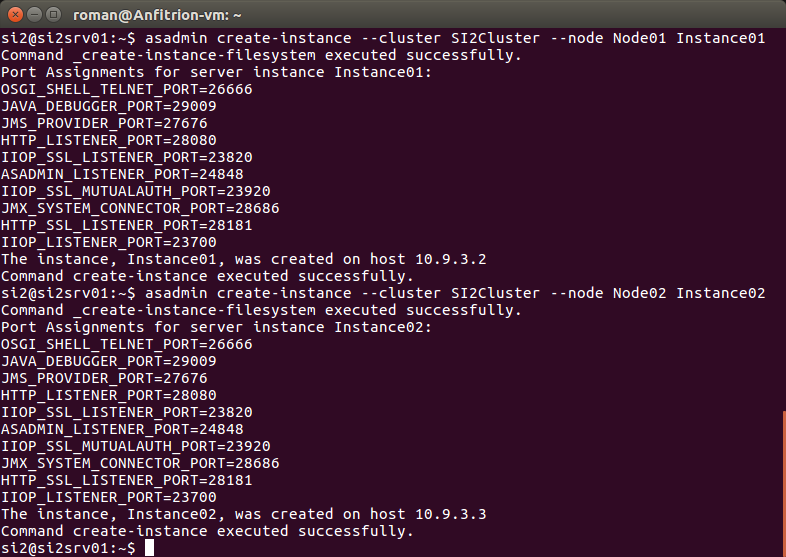 roman@Anfitrion-vm: ~
si2@si2srv01:~$ asadmin create-instance --cluster SI2Cluster --node Node01 Instance01
Command _create-instance-filesystem executed successfully.
Port Assignments for server instance Instance01:
OSGI_SHELL_TELNET_PORT=26666
JAVA_DEBUGGER_PORT=29009
JMS_PROVIDER_PORT=27676
HTTP_LISTENER_PORT=28080
IIOP_SSL_LISTENER_PORT=23820
ASADMIN_LISTENER_PORT=24848
IIOP_SSL_MUTUALAUTH_PORT=23920
JMX_SYSTEM_CONNECTOR_PORT=28686
HTTP_SSL_LISTENER_PORT=28181
IIOP_LISTENER_PORT=23700
The instance, Instance01, was created on host 10.9.3.2
Command create-instance executed successfully.
si2@si2srv01:~$ asadmin create-instance --cluster SI2Cluster --node Node02 Instance02
Command _create-instance-filesystem executed successfully.
Port Assignments for server instance Instance02:
OSGI_SHELL_TELNET_PORT=26666
JAVA_DEBUGGER_PORT=29009
JMS_PROVIDER_PORT=27676
HTTP_LISTENER_PORT=28080
IIOP_SSL_LISTENER_PORT=23820
ASADMIN_LISTENER_PORT=24848
IIOP_SSL_MUTUALAUTH_PORT=23920
JMX_SYSTEM_CONNECTOR_PORT=28686
HTTP_SSL_LISTENER_PORT=28181
IIOP_LISTENER_PORT=23700
The instance, Instance02, was created on host 10.9.3.3
Command create-instance executed successfully.
si2@si2srv01:~$